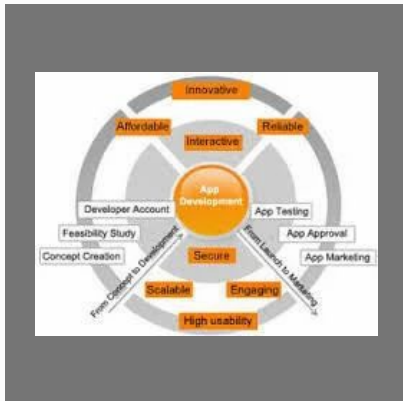 Innovative
Affordable
Reliable
Interactive
App
Development
Developer Account
App Testing
Feasibility Study
App Approval
Concept Creation
App Marketing
From Concept to Development
From Launch to Marketing
Secure
Scalable
Engaging
High usability